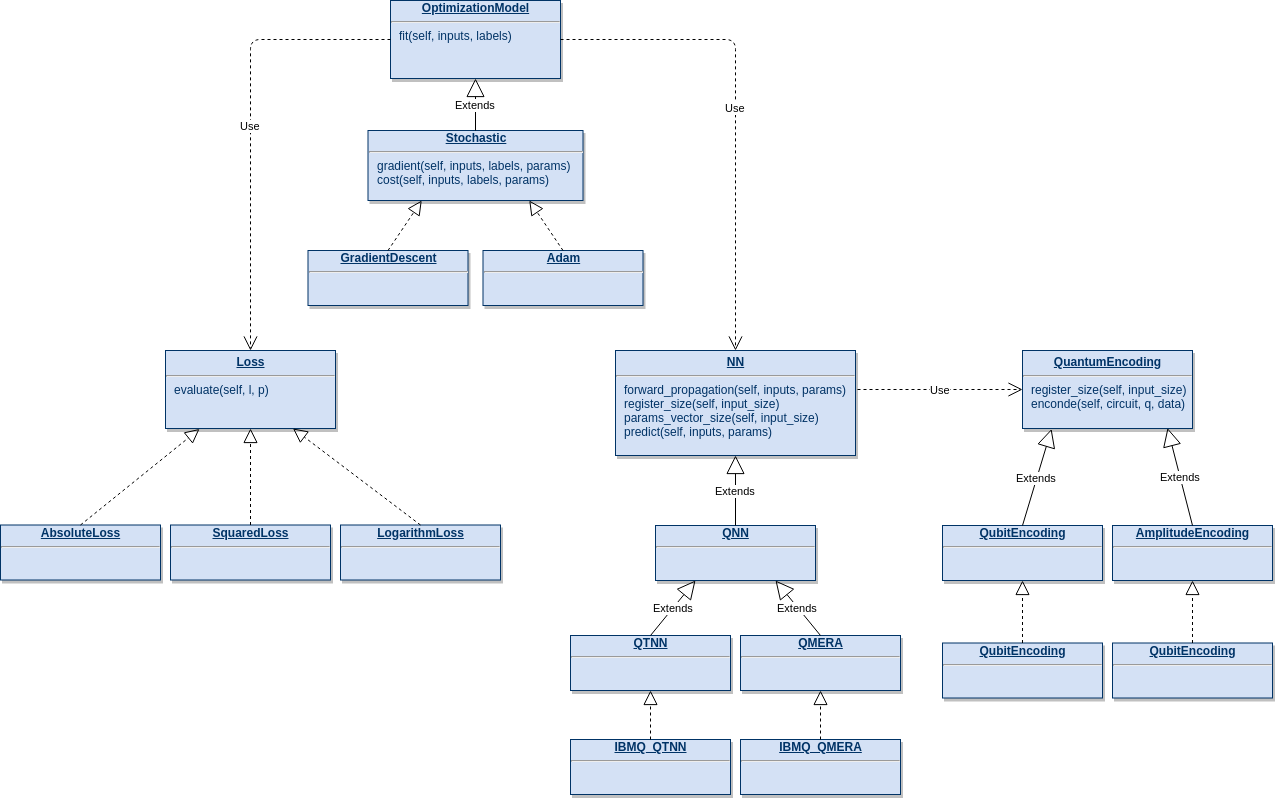 OptimizationModel
fit(self, inputs, labels)
Extends
Use
Use
Stochastic
gradient(self, inputs, labels, params)
cost(self, inputs, labels, params)
GradientDescent
Adam
Loss
evaluate(self, l, p)
NN
forward_propagation(self, inputs, params)
register_size(self, input_size)
params_vector_size(self, input_size)
predict(self, inputs, params)
Use
QuantumEncoding
register_size(self, input_size)
enconde(self, circuit, q, data)
Extends
Extends
Extends
AbsoluteLoss
SquaredLoss
LogarithmLoss
QNN
QubitEncoding
AmplitudeEncoding
Extends
Extends
QTNN
QMERA
QubitEncoding
QubitEncoding
IBMQ_QTNN
IBMQ_QMERA